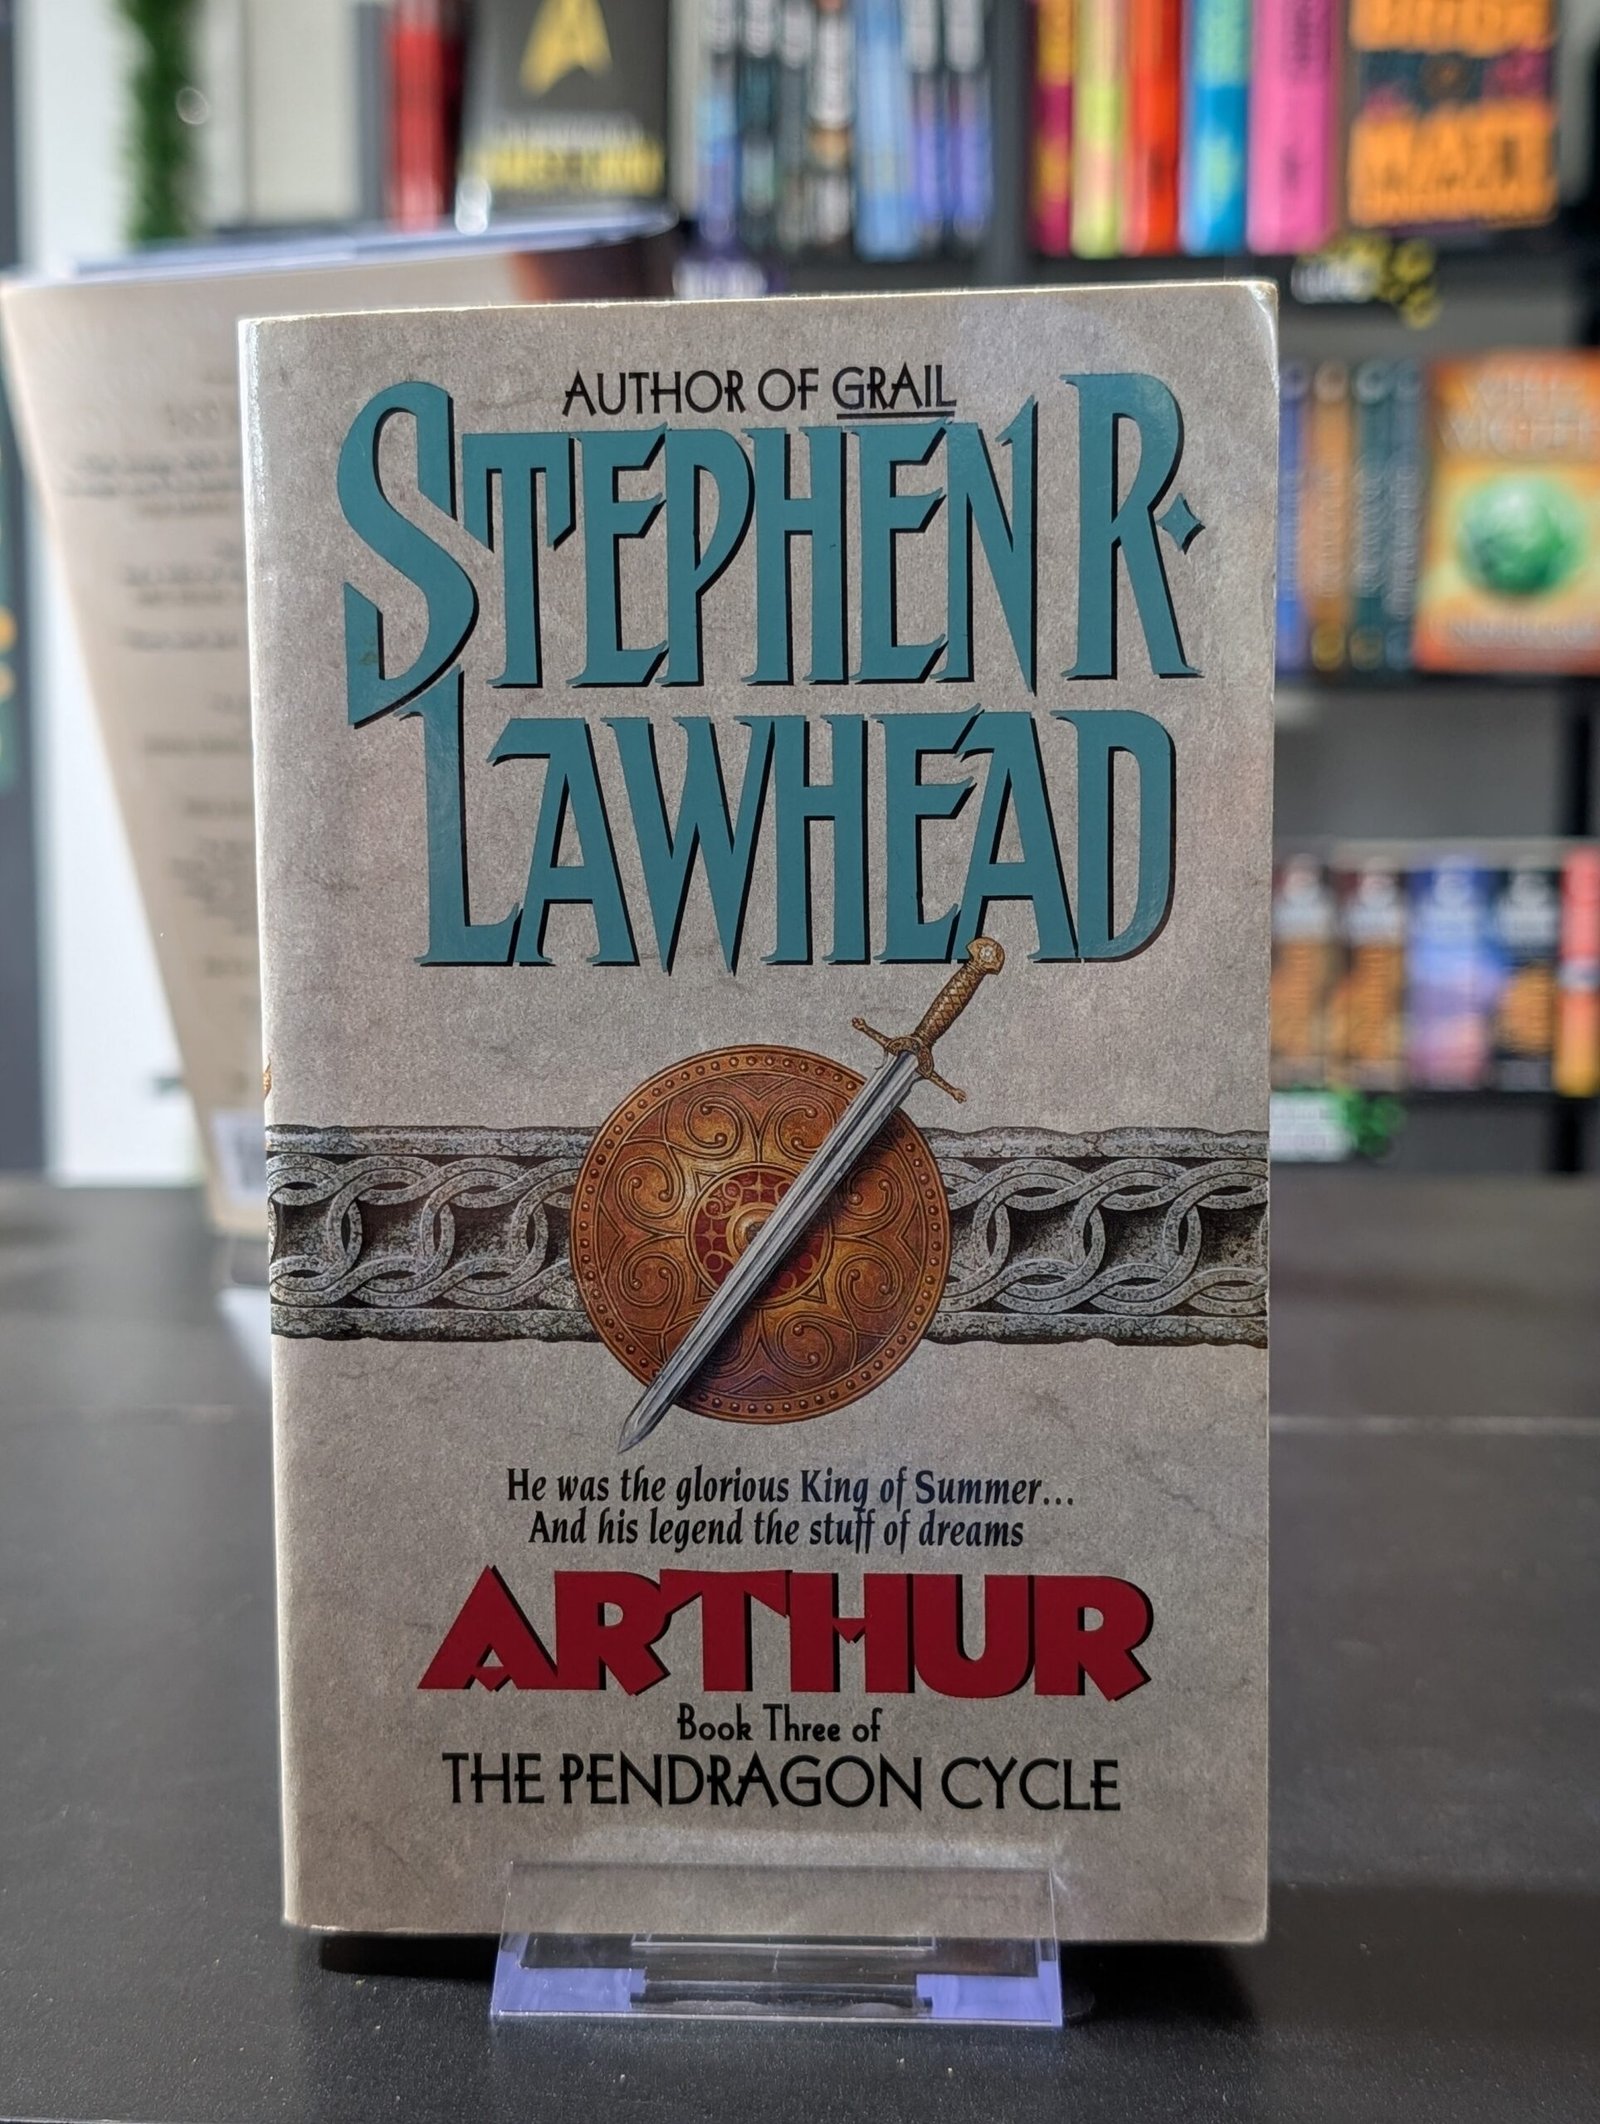 AUTHOR OF GRAIL
STEPHEN R.
LAWHEAD
He was the glorious King of Summer...
And his legend the stuff of dreams
ARTHUR
Book Three of
THE PENDRAGON CYCLE